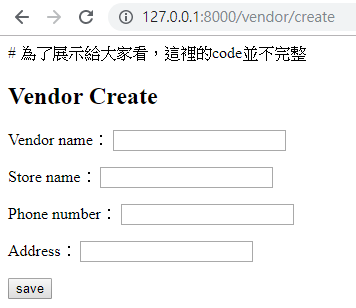 127.0.0.1:8000/vendor/create
# 為了展示給大家看，這裡的code並不完整
Vendor Create
Vendor name：
Store name：
Phone number：
Address：
save